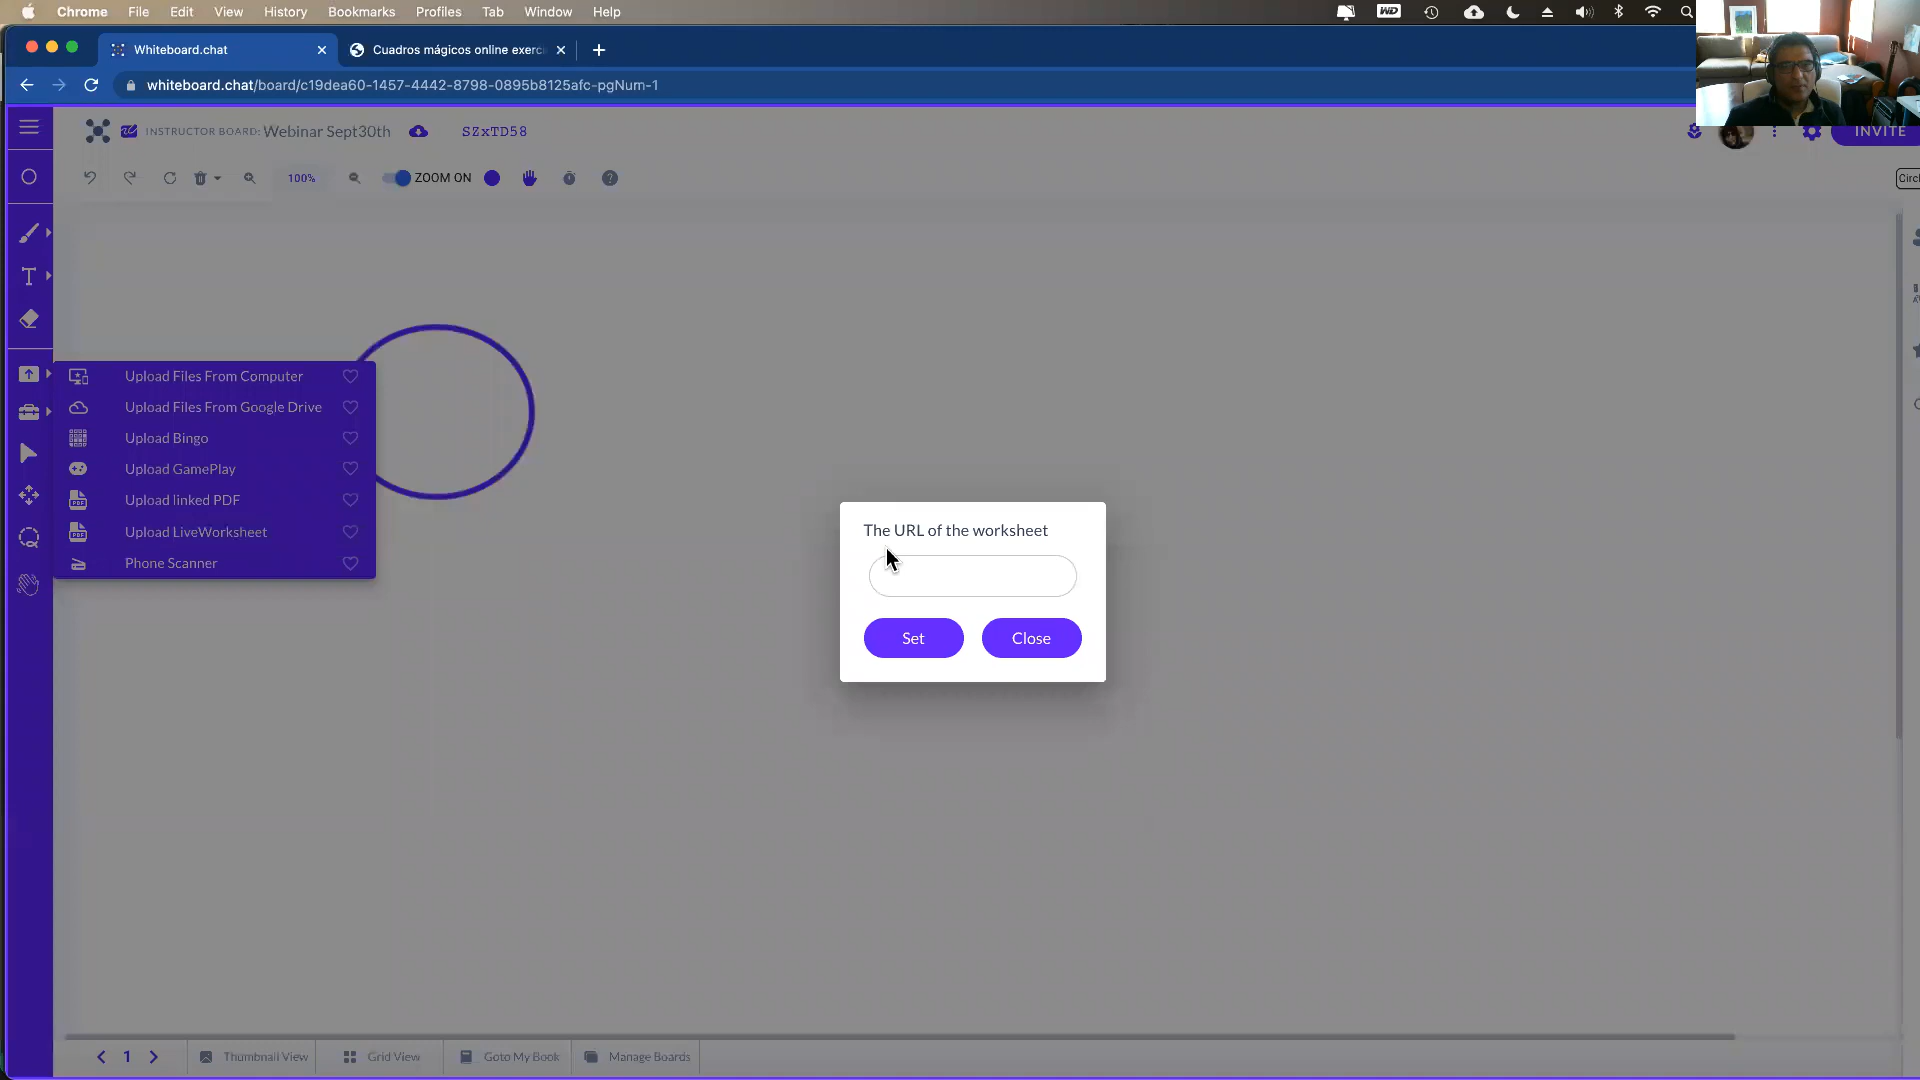 Chrome File Edit View History Bookmarks Profiles Tab Window Help
WD
Whiteboard.chat
Cuadros mágicos online exerci
whiteboard.chat/board/c19dea60-1457-4442-8798-0895b8125afc-pgNum-1
INSTRUCTOR BOARD: Webinar Sept30th
SZxTD58
INVITE
100%
ZOOM ON
?
Circl
T
Upload Files From Computer
Upload Files From Google Drive
Upload Bingo
Upload GamePlay
Upload linked PDF
Upload LiveWorksheet
Phone Scanner
The URL of the worksheet
Set
Close
1
Thumbnail View
Grid View
Goto My Book
Manage Boards